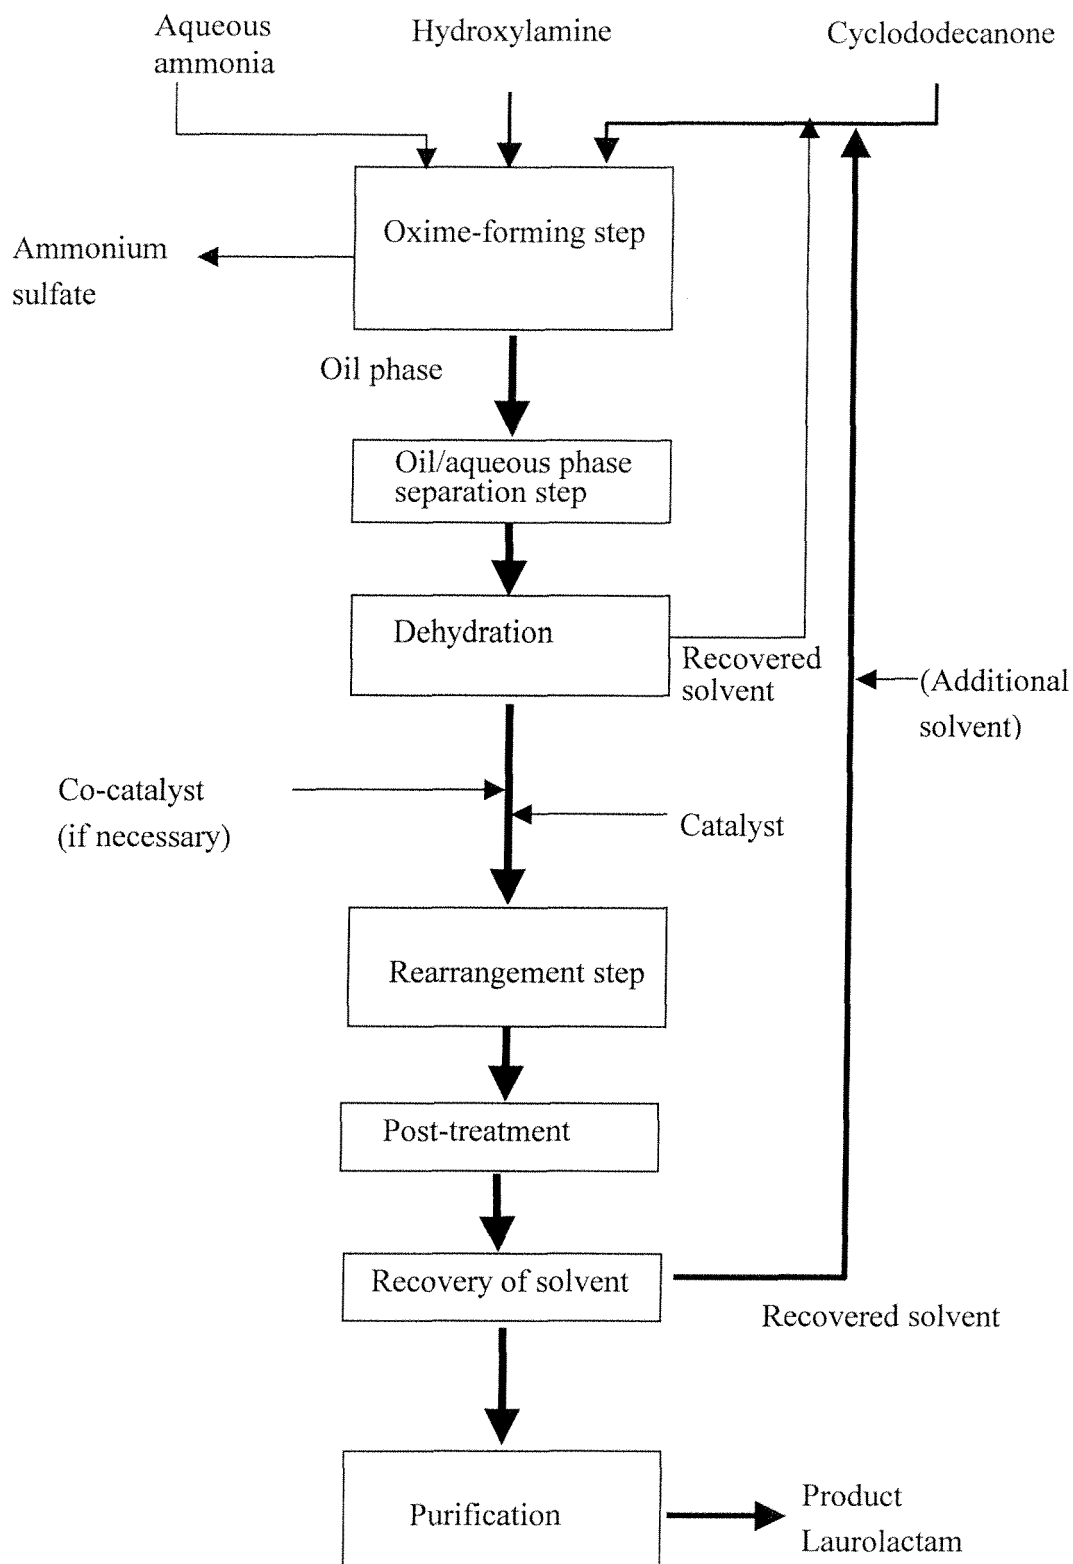 Aqueous
ammonia
Hydroxylamine
Cyclododecanone
Oxime-forming step
Ammonium
sulfate
Oil phase
Oil/aqueous phase
separation step
Dehydration
Recovered
solvent
(Additional
solvent)
Co-catalyst
(if necessary)
Catalyst
Rearrangement step
Post-treatment
Recovery of solvent
Recovered solvent
Purification
Product
Laurolactam